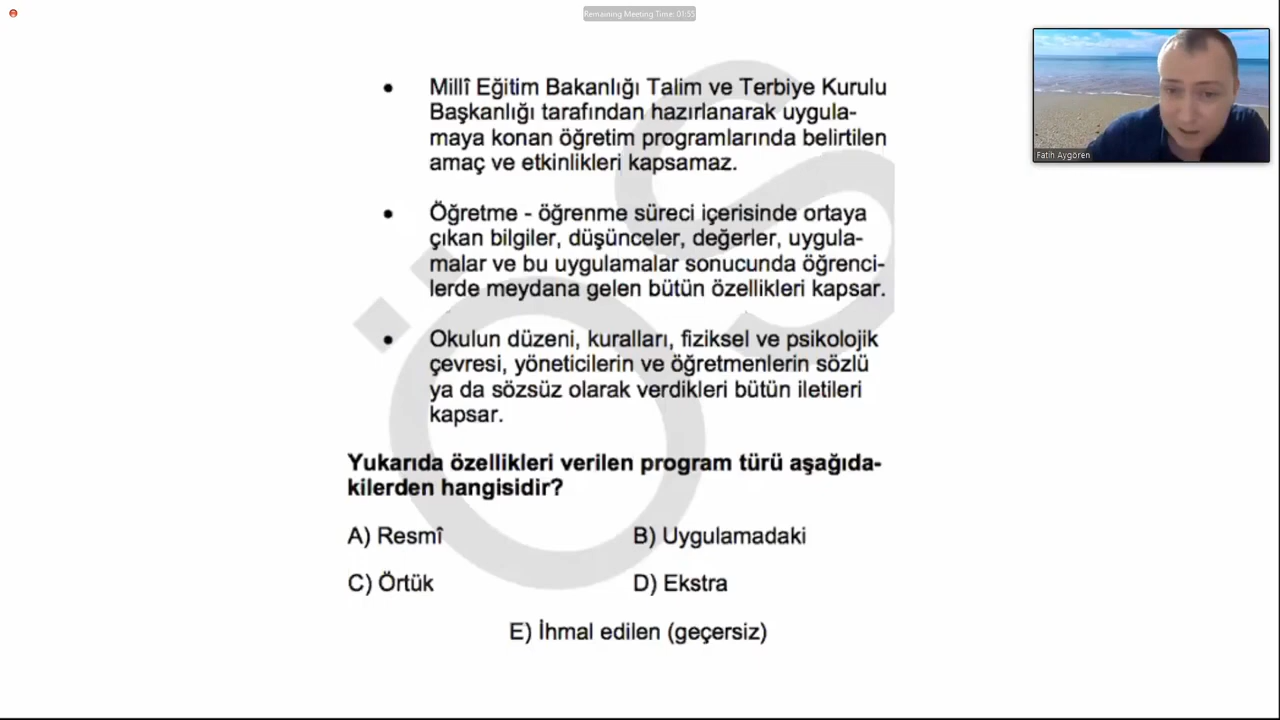 Remaining Meeting Time: 01:55
Millî Eğitim Bakanlığı Talim ve Terbiye Kurulu
Başkanlığı tarafından hazırlanarak uygula-
maya konan öğretim programlarında belirtilen
amaç ve etkinlikleri kapsamaz.
Öğretme - öğrenme süreci içerisinde ortaya
çıkan bilgiler, düşünceler, değerler, uygula-
malar ve bu uygulamalar sonucunda öğrenci-
lerde meydana gelen bütün özellikleri kapsar.
Okulun düzeni, kuralları, fiziksel ve psikolojik
çevresi, yöneticilerin ve öğretmenlerin sözlü
ya da sözsüz olarak verdikleri bütün iletileri
kapsar.
Yukarıda özellikleri verilen program türü aşağıda-
kilerden hangisidir?
A) Resmî B) Uygulamadaki
C) Örtük D) Ekstra
E) İhmal edilen (geçersiz)
Fatih Aygören